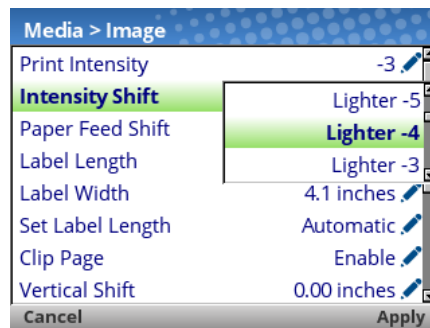 Media > Image
Print Intensity -3
Intensity Shift Lighter -5
Lighter -4
Paper Feed Shift
Label Length Lighter -3
Label Width 4.1 inches
Set Label Length Automatic
Clip Page Enable
Vertical Shift 0.00 inches
Cancel Apply